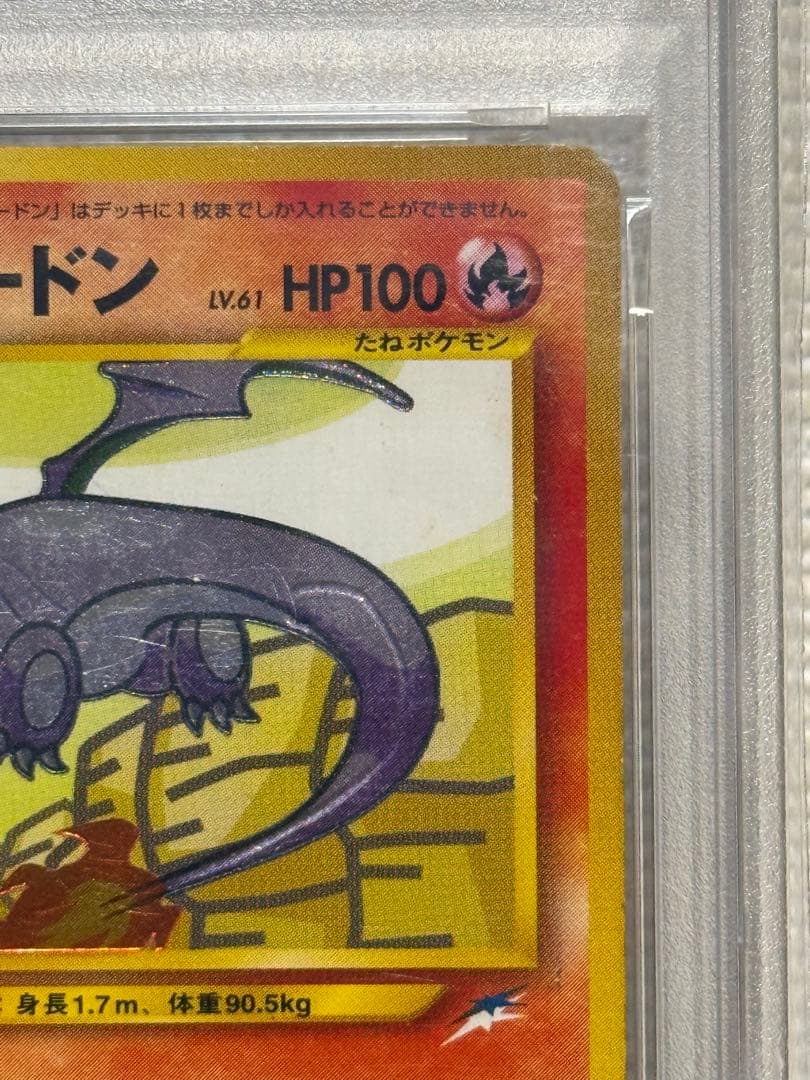 ードン」はデッキに1枚までしか入れることができません。
ードン LV.61 HP100
たねポケモン
: 身長1.7m、体重90.5kg